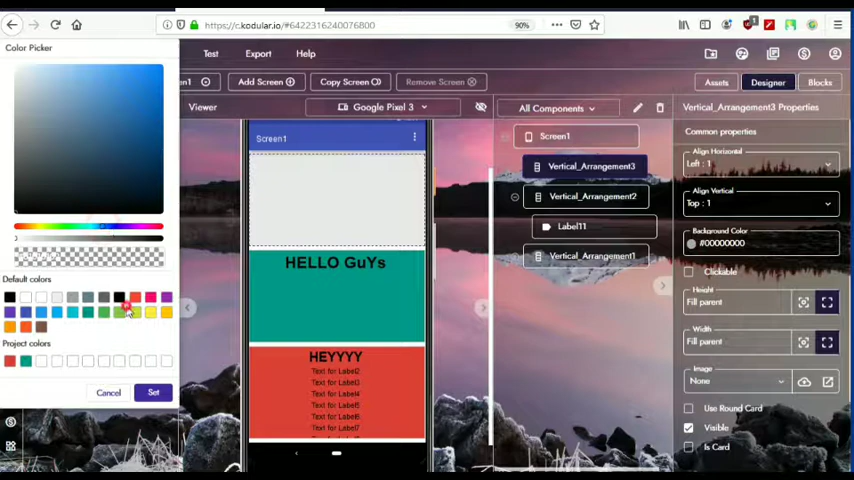 https://c.kodular.io/#6422316240076800
90%
Color Picker
Test
Export
Help
Add Screen
Copy Screen
Remove Screen
Assets
Designer
Blocks
Viewer
Google Pixel 3
All Components
Vertical_Arrangement3 Properties
Screen1
Screen1
Common properties
Align Horizontal
Left : 1
Vertical_Arrangement3
Vertical_Arrangement2
Align Vertical
Top : 1
Label11
Background Color
#00000000
Vertical_Arrangement1
HELLO GuYs
Clickable
Default colors
Height
Fill parent
Width
Fill parent
Project colors
HEYYYY
Text for Label2
Text for Label3
Text for Label4
Text for Label5
Text for Label6
Text for Label7
Image
None
Cancel
Set
Use Round Card
Visible
Is Card